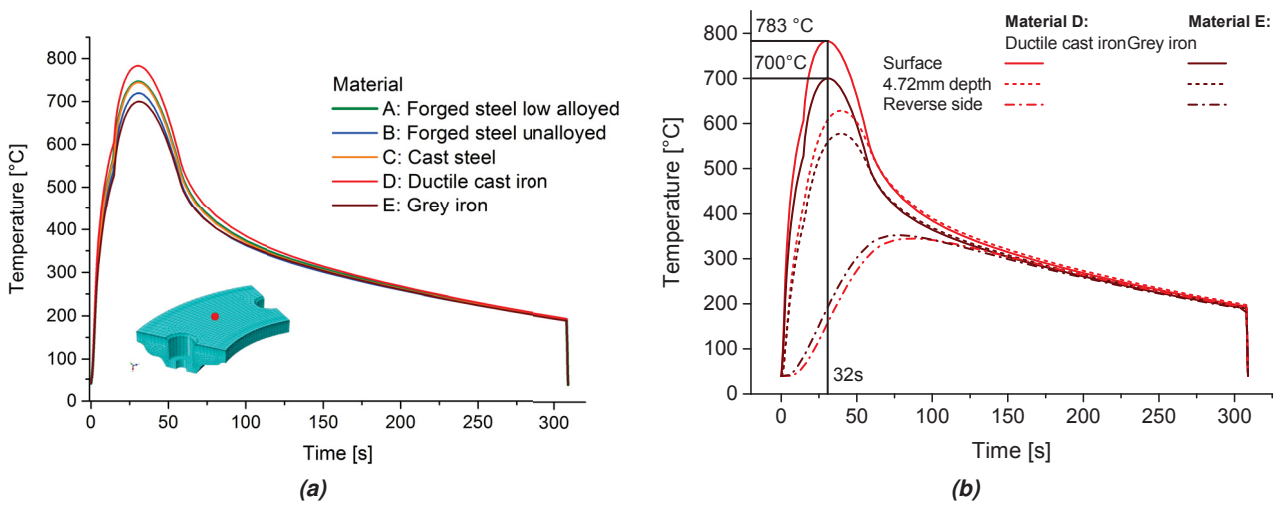 800
700
600
500
400
300
200
100
0
Temperature [°C]
Material
A: Forged steel low alloyed
B: Forged steel unalloyed
C: Cast steel
D: Ductile cast iron
E: Grey iron
0 50 100 150 200 250 300
Time [s]
(a)
Material D: Material E:
Ductile cast iron Grey iron
Surface
4.72mm depth
Reverse side
783 °C
700°C
800
700
600
500
400
300
200
100
0
Temperature [°C]
32s
0 50 100 150 200 250 300
Time [s]
(b)